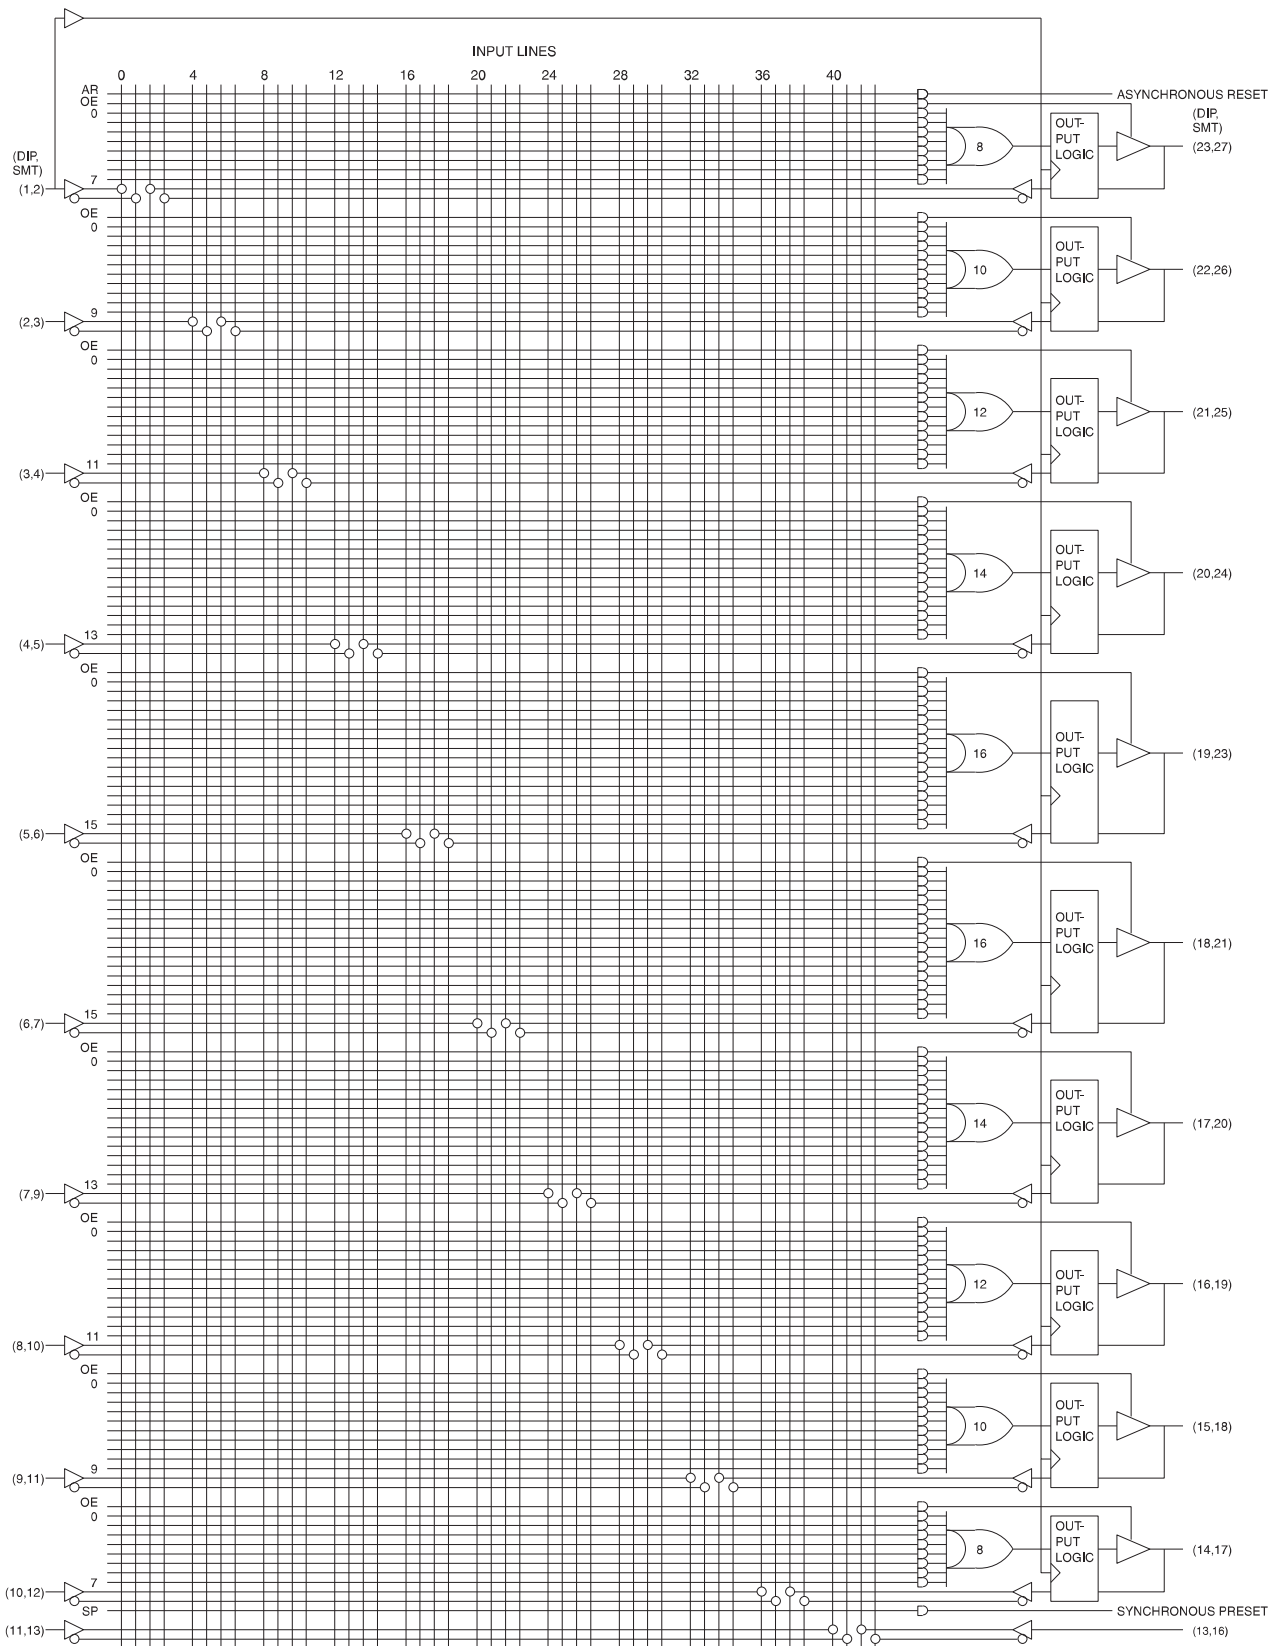 INPUT LINES
0 4 8 12 16 20 24 28 32 36 40
AR
ASYNCHRONOUS RESET
OE
0
(DIP,
SMT)
OUT-
PUT
LOGIC
8
(23,27)
(DIP,
SMT)
7
(1,2)
OE
0
OUT-
PUT
LOGIC
10
(22,26)
9
(2,3)
OE
0
OUT-
PUT
LOGIC
12
(21,25)
11
(3,4)
OE
0
OUT-
PUT
LOGIC
14
(20,24)
13
(4,5)
OE
0
OUT-
PUT
LOGIC
16
(19,23)
15
(5,6)
OE
0
OUT-
PUT
LOGIC
16
(18,21)
15
(6,7)
OE
0
OUT-
PUT
LOGIC
14
(17,20)
13
(7,9)
OE
0
OUT-
PUT
LOGIC
12
(16,19)
11
(8,10)
OE
0
OUT-
PUT
LOGIC
10
(15,18)
9
(9,11)
OE
0
OUT-
PUT
LOGIC
8
(14,17)
7
(10,12)
SP
SYNCHRONOUS PRESET
(11,13)
(13,16)